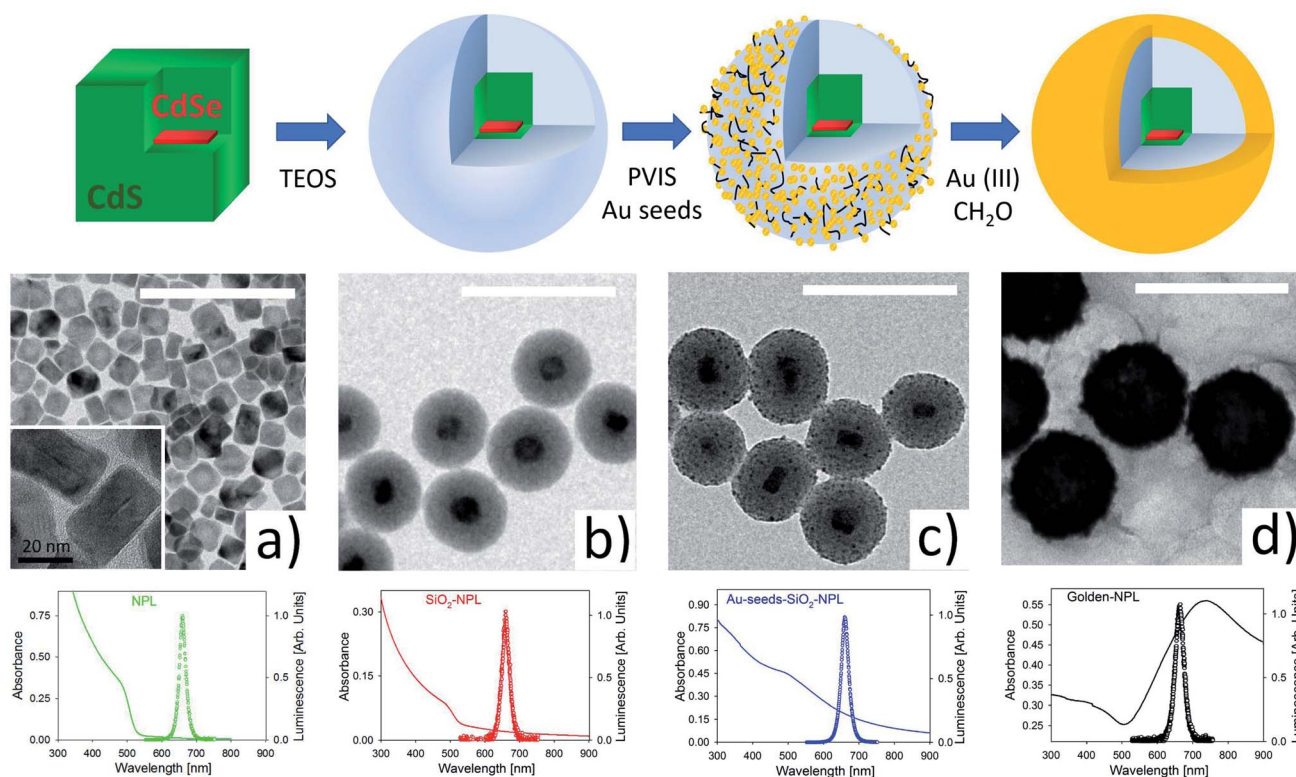 CdSe
CdS
TEOS
PVIS
Au seeds
Au (III)
CH₂O
20 nm
a)
b)
c)
d)
NPL
Absorbance
0.75
0.50
0.25
0.00
1.0
0.5
0.0
Luminescence [Arb. Units]
300 400 500 600 700 800 900
Wavelength [nm]
SiO₂-NPL
Absorbance
0.30
0.15
0.00
1.0
0.5
0.0
Luminescence [Arb. Units]
300 400 500 600 700 800 900
Wavelength [nm]
Au-seeds-SiO₂-NPL
Absorbance
0.90
0.75
0.60
0.45
0.30
0.15
0.00
1.0
0.5
0.0
Luminescence [Arb. Units]
300 400 500 600 700 800 900
Wavelength [nm]
Golden-NPL
Absorbance
0.55
0.50
0.45
0.40
0.35
0.30
0.25
1.0
0.5
0.0
Luminescence [Arb. Units]
300 400 500 600 700 800 900
Wavelength [nm]